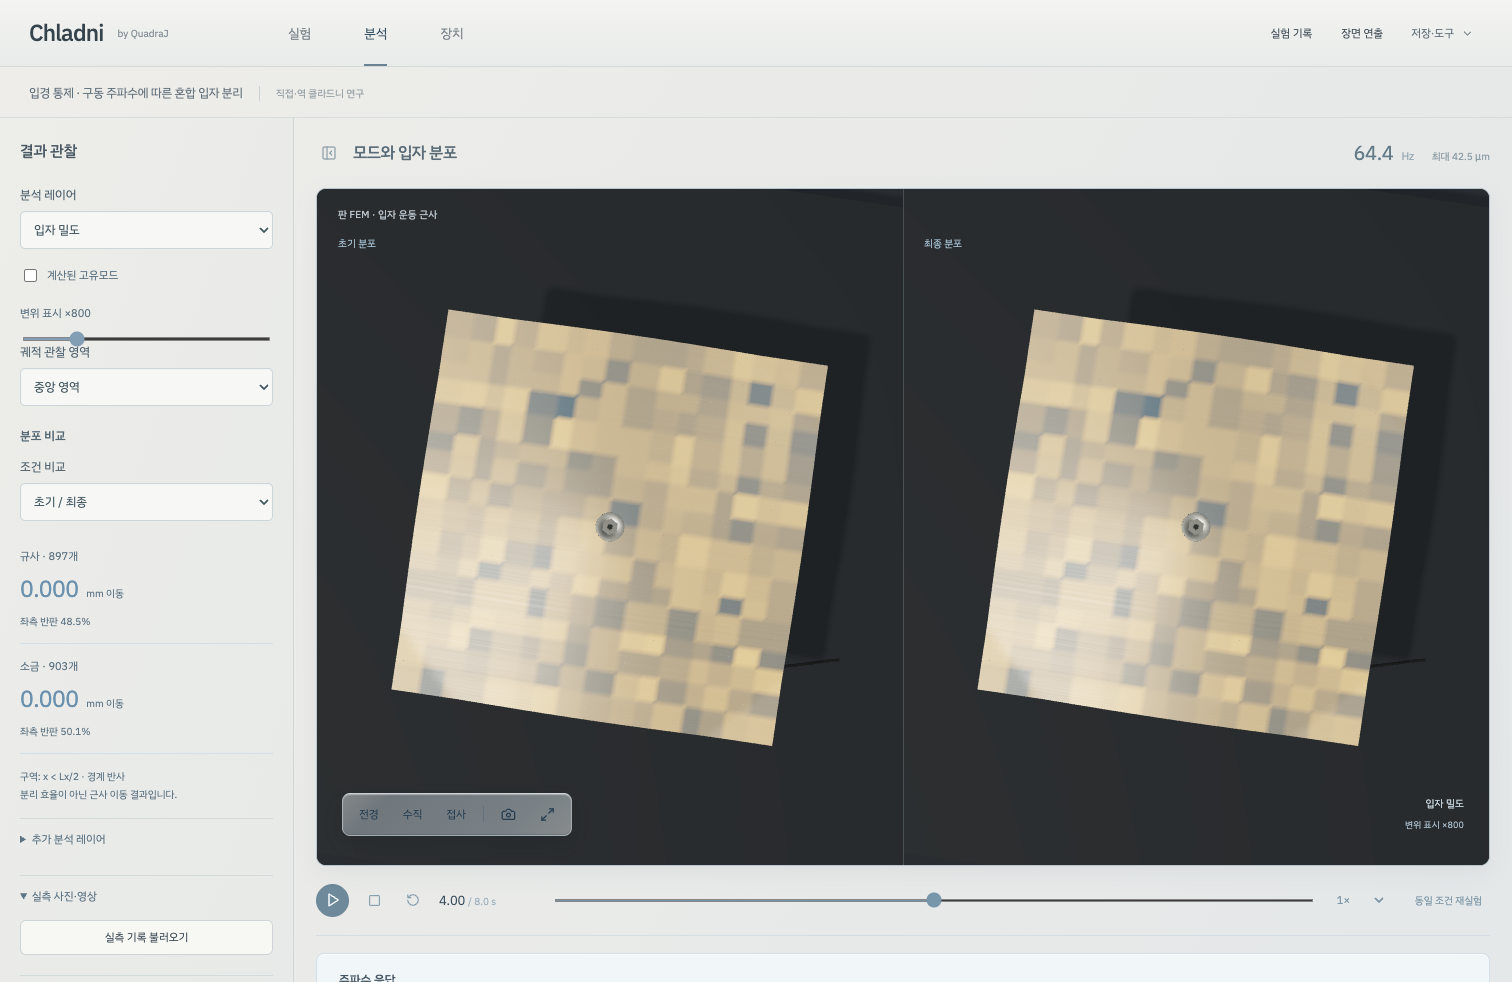 Chladni by QuadraJ
실험 분석 장치
실험 기록 장면 연출 저장·도구
입경 통제 · 구동 주파수에 따른 혼합 입자 분리
직접·역 클라드니 연구
결과 관찰
분석 레이어
입자 밀도
계산된 고유모드
변위 표시 ×800
궤적 관찰 영역
중앙 영역
분포 비교
조건 비교
초기 / 최종
규사 · 897개
0.000 mm 이동
좌측 반판 48.5%
소금 · 903개
0.000 mm 이동
좌측 반판 50.1%
구역: x < Lx/2 · 경계 반사
분리 효율이 아닌 근사 이동 결과입니다.
추가 분석 레이어
실측 사진·영상
실측 기록 불러오기
모드와 입자 분포
64.4 Hz 최대 42.5 μm
판 FEM · 입자 운동 근사
초기 분포
최종 분포
전경 수직 접사
입자 밀도
변위 표시 ×800
4.00 / 8.0 s
1×
동일 조건 재실험
주파수 응답